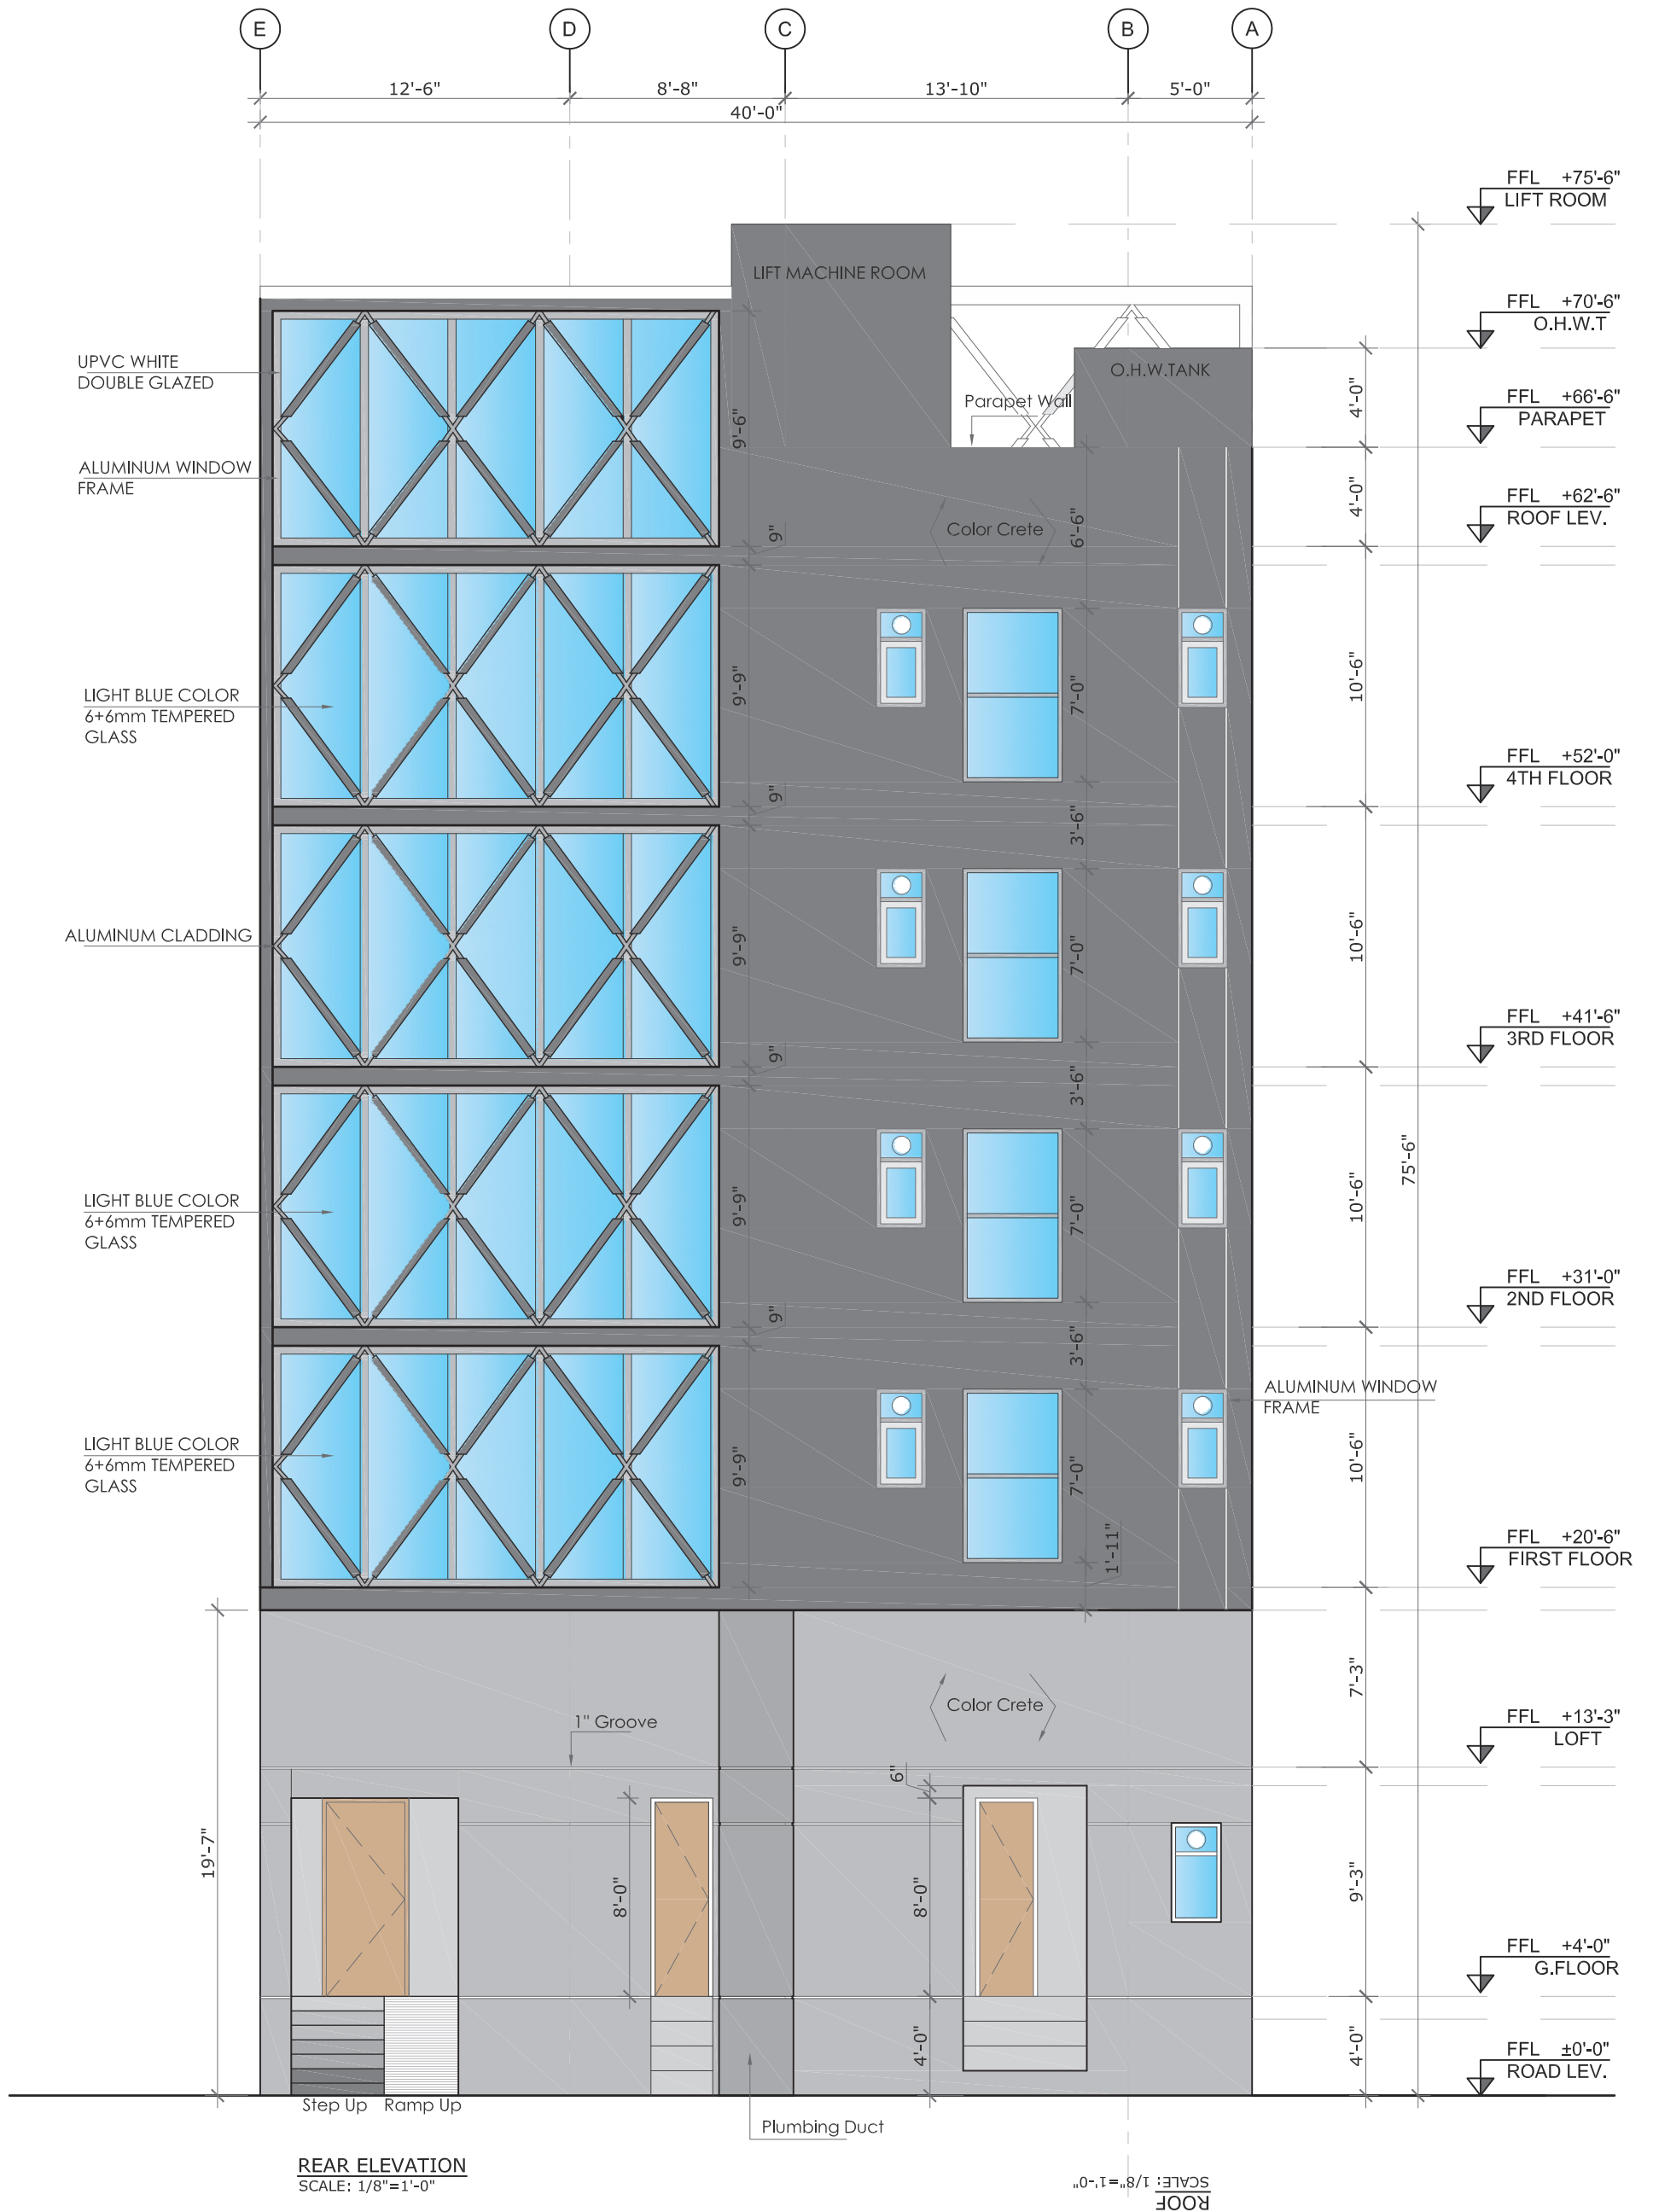 E
D
C
B
A
12'-6"
8'-8"
13'-10"
5'-0"
40'-0"
FFL +75'-6"
LIFT ROOM
LIFT MACHINE ROOM
FFL +70'-6"
O.H.W.T
UPVC WHITE
DOUBLE GLAZED
O.H.W.TANK
Parapet Wall
4'-0"
FFL +66'-6"
PARAPET
9'-6"
ALUMINUM WINDOW
FRAME
4'-0"
FFL +62'-6"
ROOF LEV.
Color Crete
9"
6'-6"
LIGHT BLUE COLOR
6+6mm TEMPERED
GLASS
9'-9"
7'-0"
10'-6"
FFL +52'-0"
4TH FLOOR
9"
3'-6"
ALUMINUM CLADDING
9'-9"
7'-0"
10'-6"
FFL +41'-6"
3RD FLOOR
9"
3'-6"
75'-6"
LIGHT BLUE COLOR
6+6mm TEMPERED
GLASS
9'-9"
7'-0"
10'-6"
FFL +31'-0"
2ND FLOOR
9"
3'-6"
ALUMINUM WINDOW
FRAME
LIGHT BLUE COLOR
6+6mm TEMPERED
GLASS
9'-9"
7'-0"
10'-6"
1'-11"
FFL +20'-6"
FIRST FLOOR
7'-3"
Color Crete
1" Groove
FFL +13'-3"
LOFT
6"
19'-7"
8'-0"
8'-0"
9'-3"
FFL +4'-0"
G.FLOOR
4'-0"
4'-0"
FFL ±0'-0"
ROAD LEV.
Step Up
Ramp Up
Plumbing Duct
REAR ELEVATION
SCALE: 1/8"=1'-0"
ROOF
SCALE: 1/8"=1'-0"